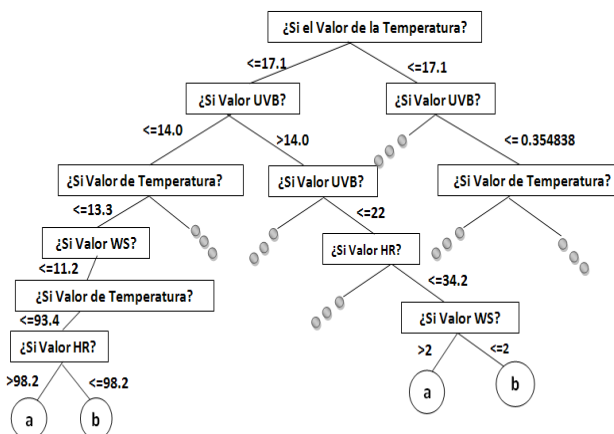 ¿Si el Valor de la Temperatura?
<=17.1
<=17.1
¿Si Valor UVB?
¿Si Valor UVB?
<=14.0
>14.0
<= 0.354838
¿Si Valor de Temperatura?
¿Si Valor UVB?
¿Si Valor de Temperatura?
<=13.3
<=22
¿Si Valor WS?
¿Si Valor HR?
<=11.2
<=34.2
¿Si Valor de Temperatura?
<=93.4
¿Si Valor WS?
¿Si Valor HR?
>2
<=2
>98.2
<=98.2
a
b
a
b